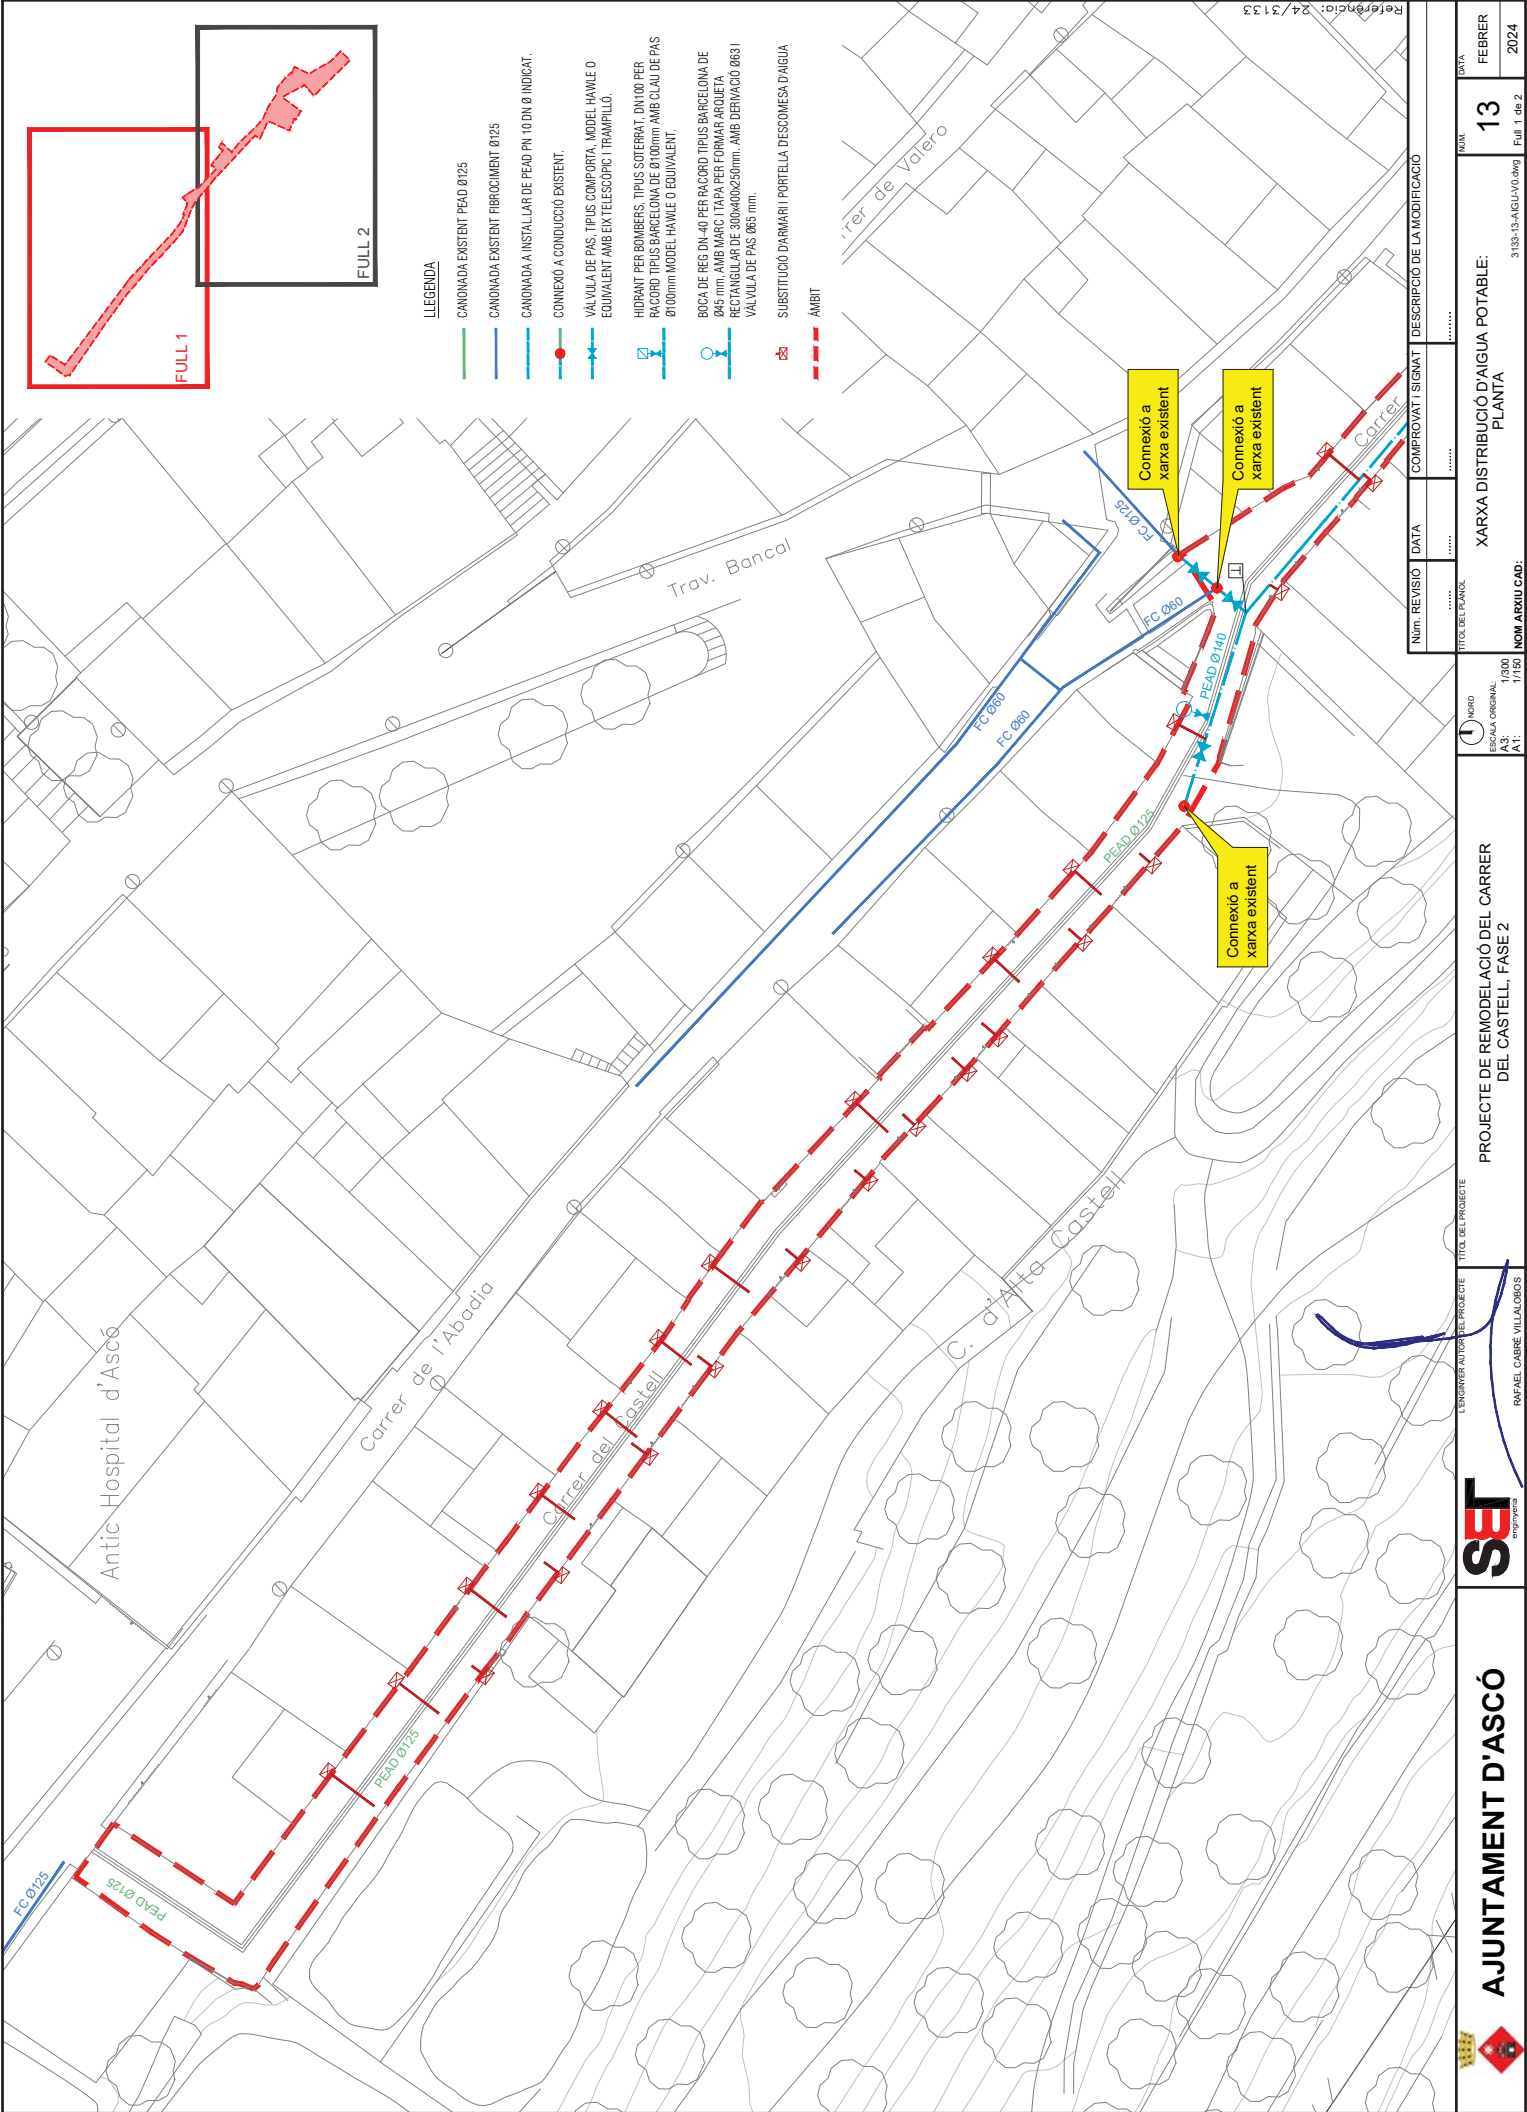 FULL 1
FULL 2
LLEGENDA
CANONADA EXISTENT PEAD Ø125
CANONADA EXISTENT FIBROCIMENT Ø125
CANONADA A INSTAL.LAR DE PEAD PN 10 DN Ø INDICAT.
CONNEXIÓ A CONDUCCIÓ EXISTENT.
VÀLVULA DE PAS, TIPUS COMPORTA, MODEL HAWLE O
EQUIVALENT AMB EIX TELESCÒPIC I TRAMPILLÓ.
HIDRANT PER BOMBERS, TIPUS SOTERRAT, DN100 PER
RACORD TIPUS BARCELONA DE Ø100mm AMB CLAU DE PAS
Ø100mm MODEL HAWLE O EQUIVALENT.
BOCA DE REG DN-40 PER RACORD TIPUS BARCELONA DE
Ø45 mm. AMB MARC I TAPA PER FORMAR ARQUETA
RECTANGULAR DE 300x400x250mm. AMB DERIVACIÓ Ø63 I
VÀLVULA DE PAS Ø65 mm.
SUBSTITUCIÓ D'ARMARI I PORTELLA D'ESCOMESA D'AIGUA
ÀMBIT
Referència: 24/3133
Antic Hospital d'Ascó
Carrer de l'Abadia
Carrer del Castell
C. d'Alta Castell
Trav. Bancal
rrer de Valero
Carrer
FC Ø125
PEAD Ø125
PEAD Ø125
PEAD Ø125
FC Ø60
FC Ø60
FC Ø60
FC Ø125
PEAD Ø140
T
Connexió a
xarxa existent
Connexió a
xarxa existent
Connexió a
xarxa existent
AJUNTAMENT D'ASCÓ
SET
enginyeria
L'ENGINYER AUTOR DEL PROJECTE
RAFAEL CABRÉ VILLALOBOS
TÍTOL DEL PROJECTE
PROJECTE DE REMODELACIÓ DEL CARRER
DEL CASTELL, FASE 2
NORD
ESCALA ORIGINAL:
A3: 1/300
A1: 1/150
Núm. REVISIÓ
DATA
COMPROVAT i SIGNAT
DESCRIPCIÓ DE LA MODIFICACIÓ
......
......
.......
........
TÍTOL DEL PLÀNOL
XARXA DISTRIBUCIÓ D'AIGUA POTABLE:
PLANTA
NOM ARXIU CAD:
3133-13-AIGU-V0.dwg
NÚM.
13
Full 1 de 2
DATA
FEBRER
2024